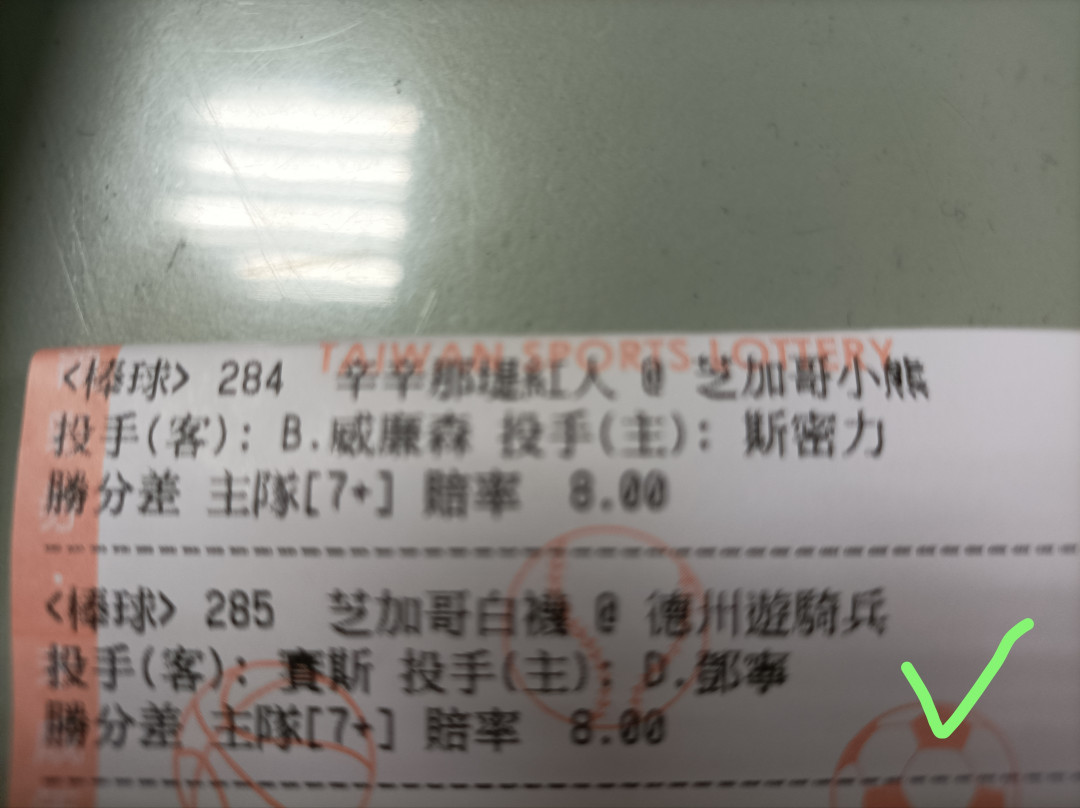 TAIWAN SPORTS LOTTERY
<棒球> 284 辛辛那堤紅人 @ 芝加哥小熊
投手(客): B.威廉森 投手(主): 斯密力
勝分差 主隊[7+] 賠率 8.00
<棒球> 285 芝加哥白襪 @ 德州遊騎兵
投手(客): 賽斯 投手(主): D.鄧寧
勝分差 主隊[7+] 賠率 8.00